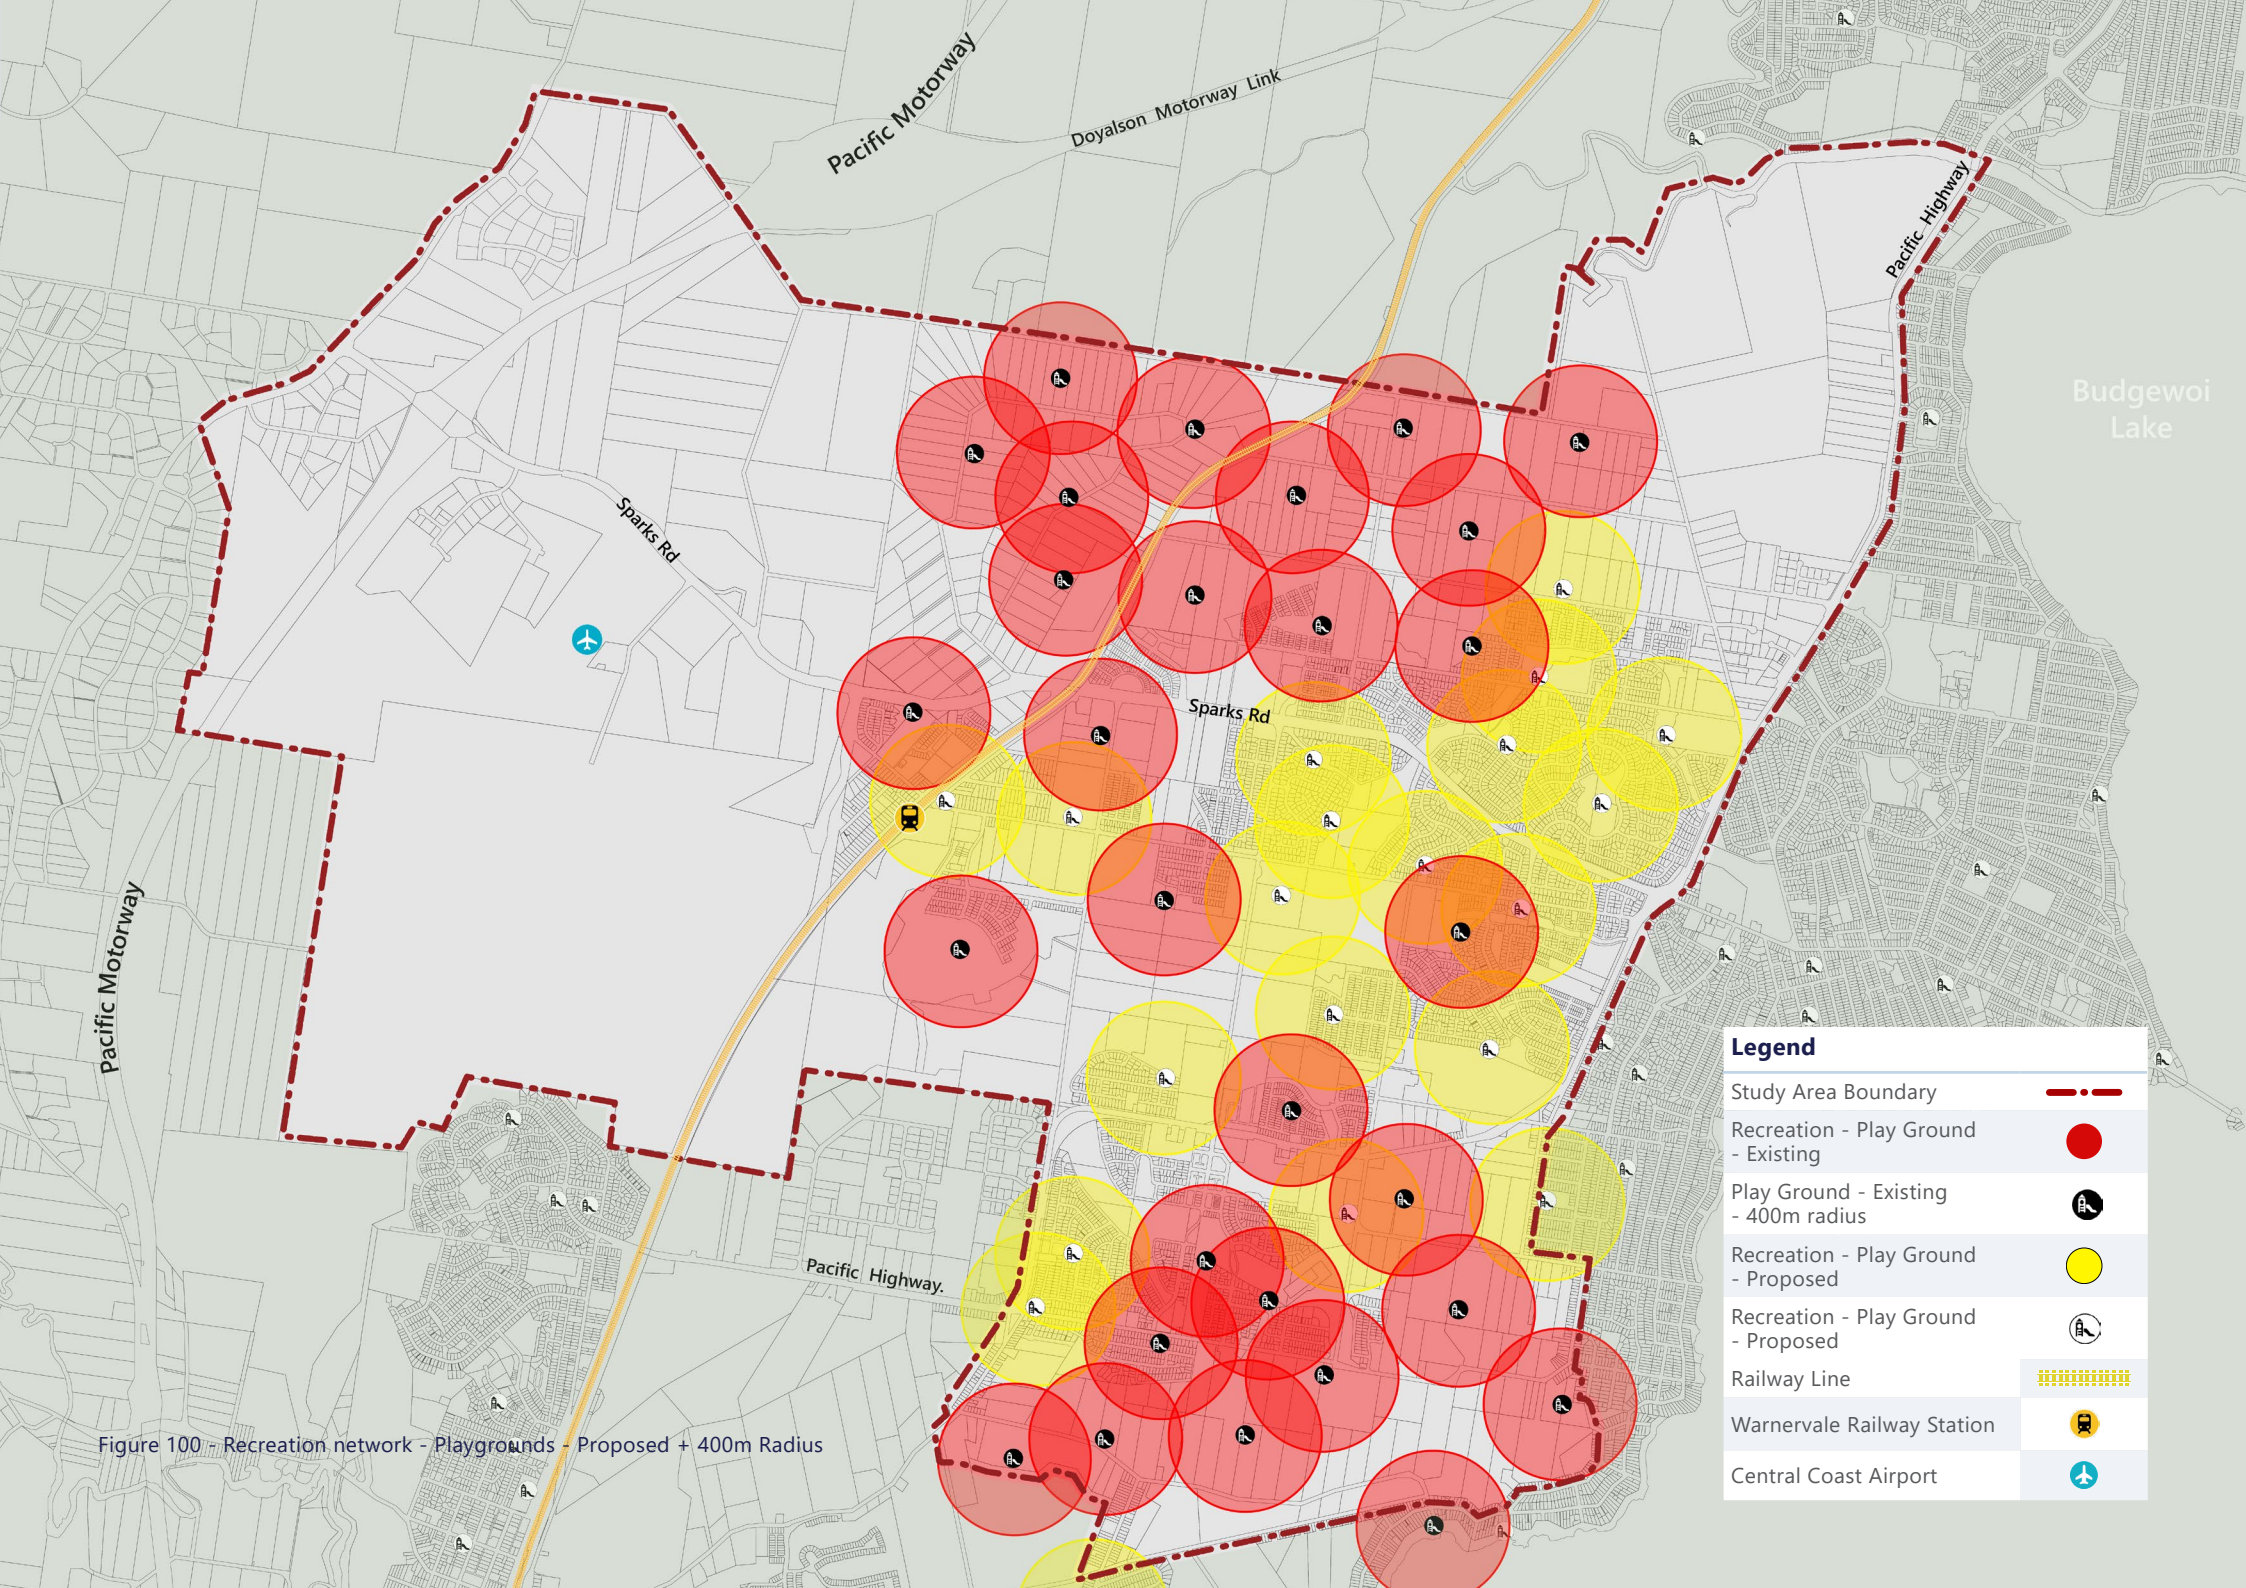 Pacific Motorway
Doyalson Motorway Link
Pacific Highway
Budgewoi
Lake
Sparks Rd
Sparks Rd
Pacific Motorway
Pacific Highway.
Legend
Study Area Boundary
Recreation - Play Ground
- Existing
Play Ground - Existing
- 400m radius
Recreation - Play Ground
- Proposed
Recreation - Play Ground
- Proposed
Railway Line
Warnervale Railway Station
Central Coast Airport
Figure 100 - Recreation network - Playgrounds - Proposed + 400m Radius